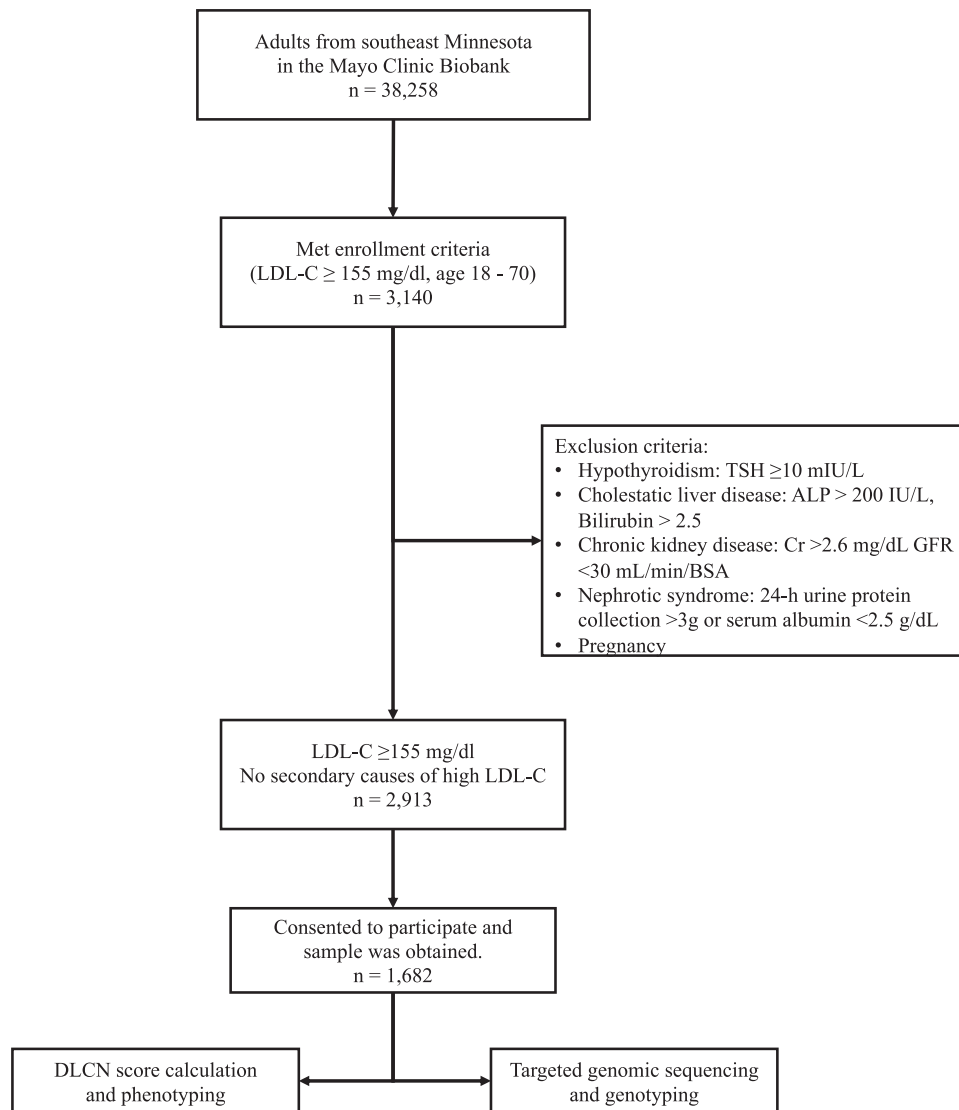 Adults from southeast Minnesota
in the Mayo Clinic Biobank
n = 38,258
Met enrollment criteria
(LDL-C ≥ 155 mg/dl, age 18 - 70)
n = 3,140
Exclusion criteria:
• Hypothyroidism: TSH ≥10 mIU/L
• Cholestatic liver disease: ALP > 200 IU/L,
Bilirubin > 2.5
• Chronic kidney disease: Cr >2.6 mg/dL GFR
<30 mL/min/BSA
• Nephrotic syndrome: 24-h urine protein
collection >3g or serum albumin <2.5 g/dL
• Pregnancy
LDL-C ≥155 mg/dl
No secondary causes of high LDL-C
n = 2,913
Consented to participate and
sample was obtained.
n = 1,682
DLCN score calculation
and phenotyping
Targeted genomic sequencing
and genotyping